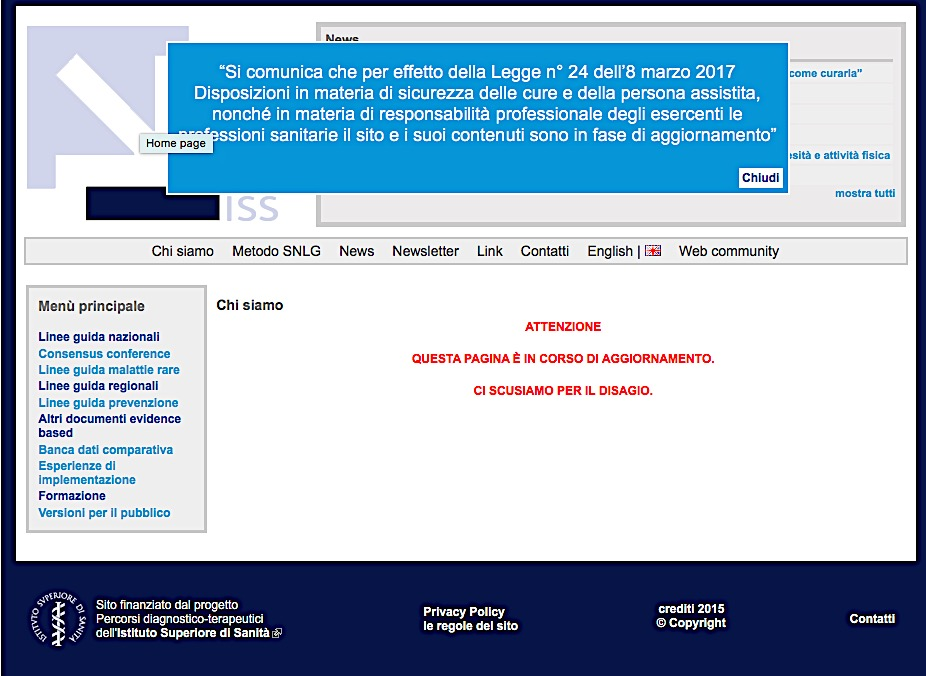 News
“Si comunica che per effetto della Legge n° 24 dell’8 marzo 2017
Disposizioni in materia di sicurezza delle cure e della persona assistita,
nonché in materia di responsabilità professionale degli esercenti le
professioni sanitarie il sito e i suoi contenuti sono in fase di aggiornamento”
Chiudi
come curarla”
Home page
e attività fisica
mostra tutti
iss
Chi siamo Metodo SNLG News Newsletter Link Contatti English | Web community
Menù principale
Linee guida nazionali
Consensus conference
Linee guida malattie rare
Linee guida regionali
Linee guida prevenzione
Altri documenti evidence
based
Banca dati comparativa
Esperienze di
implementazione
Formazione
Versioni per il pubblico
Chi siamo
ATTENZIONE
QUESTA PAGINA È IN CORSO DI AGGIORNAMENTO.
CI SCUSIAMO PER IL DISAGIO.
ISTITUTO SUPERIORE DI SANITÀ
Sito finanziato dal progetto
Percorsi diagnostico-terapeutici
dell'Istituto Superiore di Sanità
Privacy Policy
le regole del sito
crediti 2015
© Copyright
Contatti